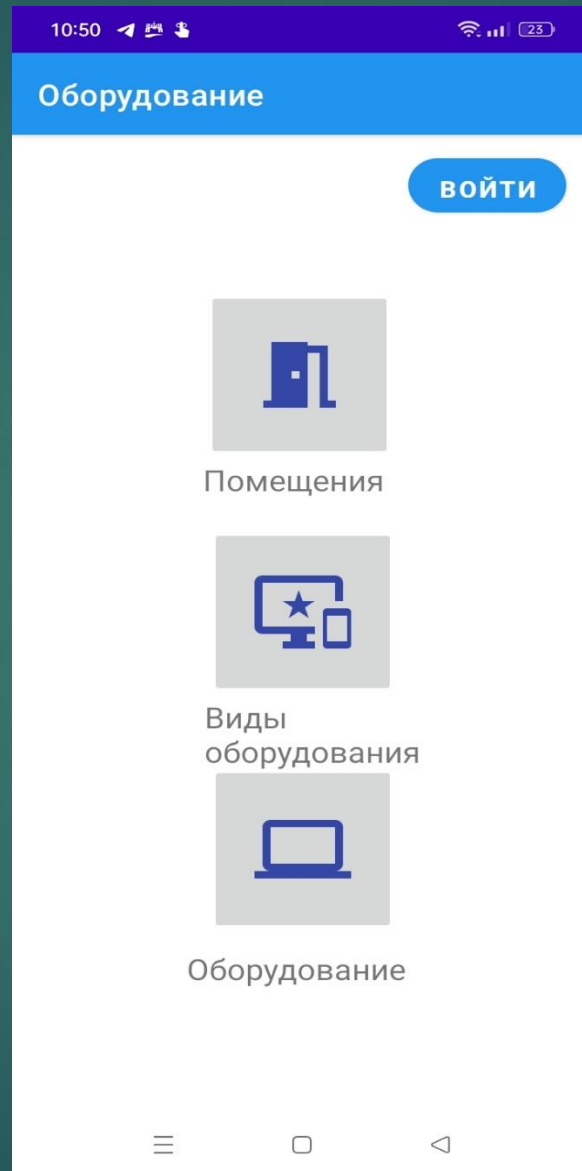 10:50
23
Оборудование
войти
Помещения
Виды
оборудования
Оборудование